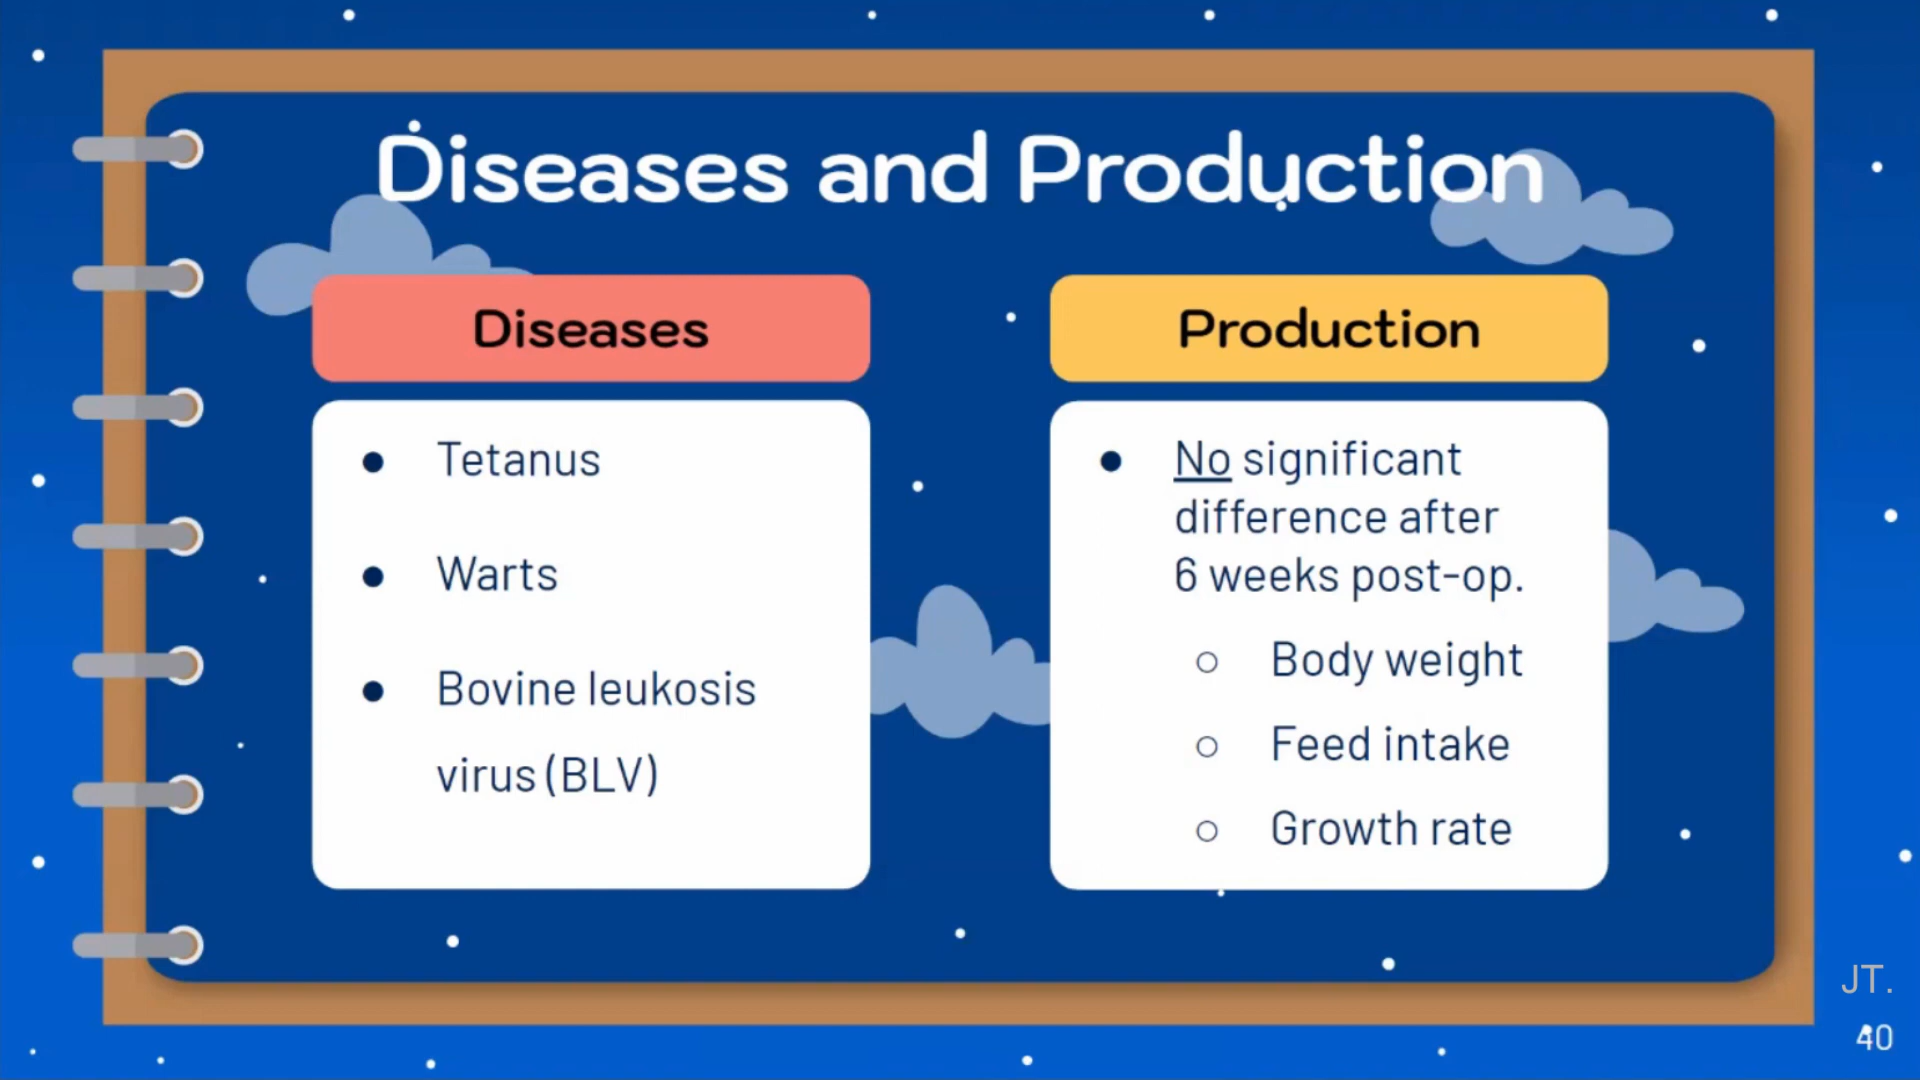 Diseases and Production
Diseases
Tetanus
Warts
Bovine leukosis
virus (BLV)
Production
No significant
difference after
6 weeks post-op.
Body weight
Feed intake
Growth rate
JT.
40